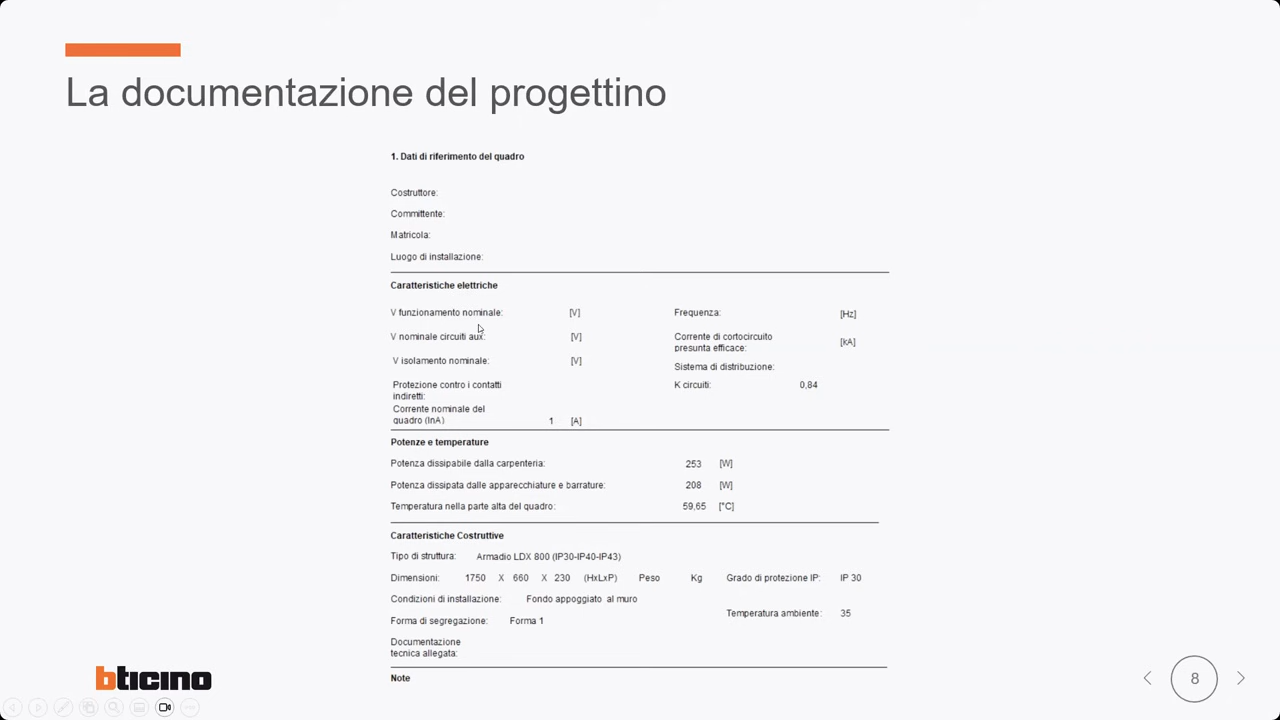 La documentazione del progettino
1. Dati di riferimento del quadro
Costruttore:
Committente:
Matricola:
Luogo di installazione:
Caratteristiche elettriche
V funzionamento nominale: [V] Frequenza: [Hz]
V nominale circuiti aux: [V] Corrente di cortocircuito
presunta efficace: [kA]
V isolamento nominale: [V] Sistema di distribuzione:
Protezione contro i contatti
indiretti:
K circuiti: 0,84
Corrente nominale del
quadro (InA) 1 [A]
Potenze e temperature
Potenza dissipabile dalla carpenteria: 253 [W]
Potenza dissipata dalle apparecchiature e barrature: 208 [W]
Temperatura nella parte alta del quadro: 59,65 [°C]
Caratteristiche Costruttive
Tipo di struttura: Armadio LDX 800 (IP30-IP40-IP43)
Dimensioni: 1750 X 660 X 230 (HxLxP) Peso Kg Grado di protezione IP: IP 30
Condizioni di installazione: Fondo appoggiato al muro
Temperatura ambiente: 35
Forma di segregazione: Forma 1
Documentazione
tecnica allegata:
Note
bticino
8